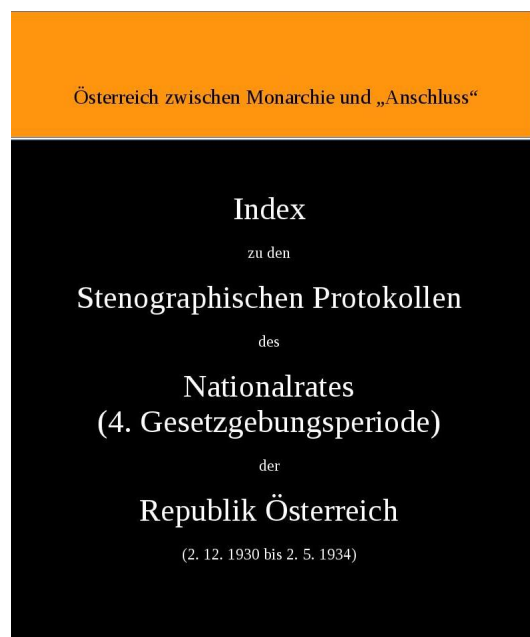 Österreich zwischen Monarchie und „Anschluss“
Index
zu den
Stenographischen Protokollen
des
Nationalrates
(4. Gesetzgebungsperiode)
der
Republik Österreich
(2. 12. 1930 bis 2. 5. 1934)